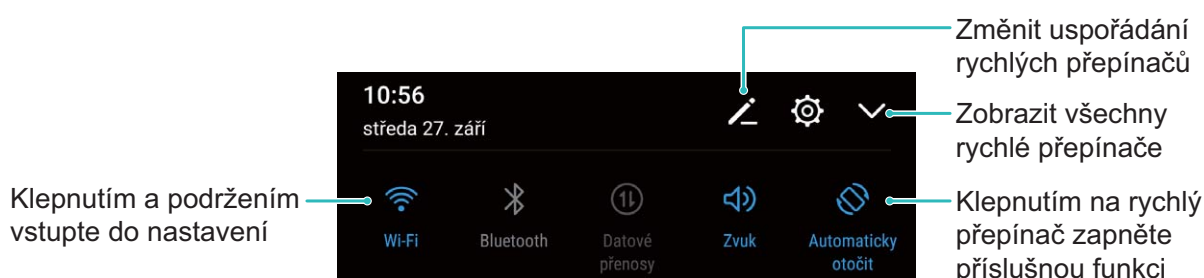 Změnit uspořádání
rychlých přepínačů
10:56
středa 27. září
Zobrazit všechny
rychlé přepínače
Klepnutím a podržením
vstupte do nastavení
Wi-Fi
Bluetooth
Datové
přenosy
Zvuk
Automaticky
otočit
Klepnutím na rychlý
přepínač zapněte
příslušnou funkci